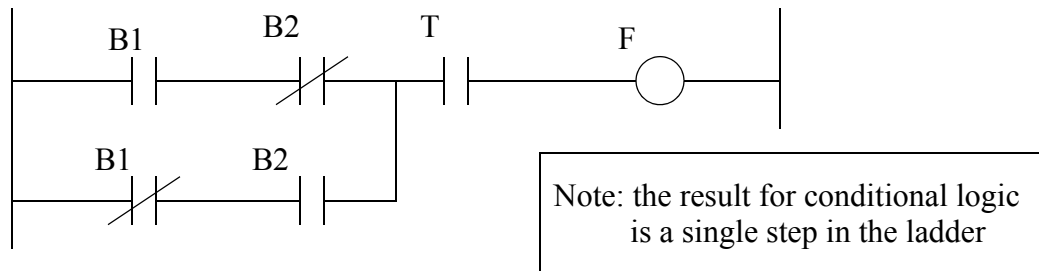 B1 B2 T F
B1 B2
Note: the result for conditional logic
is a single step in the ladder